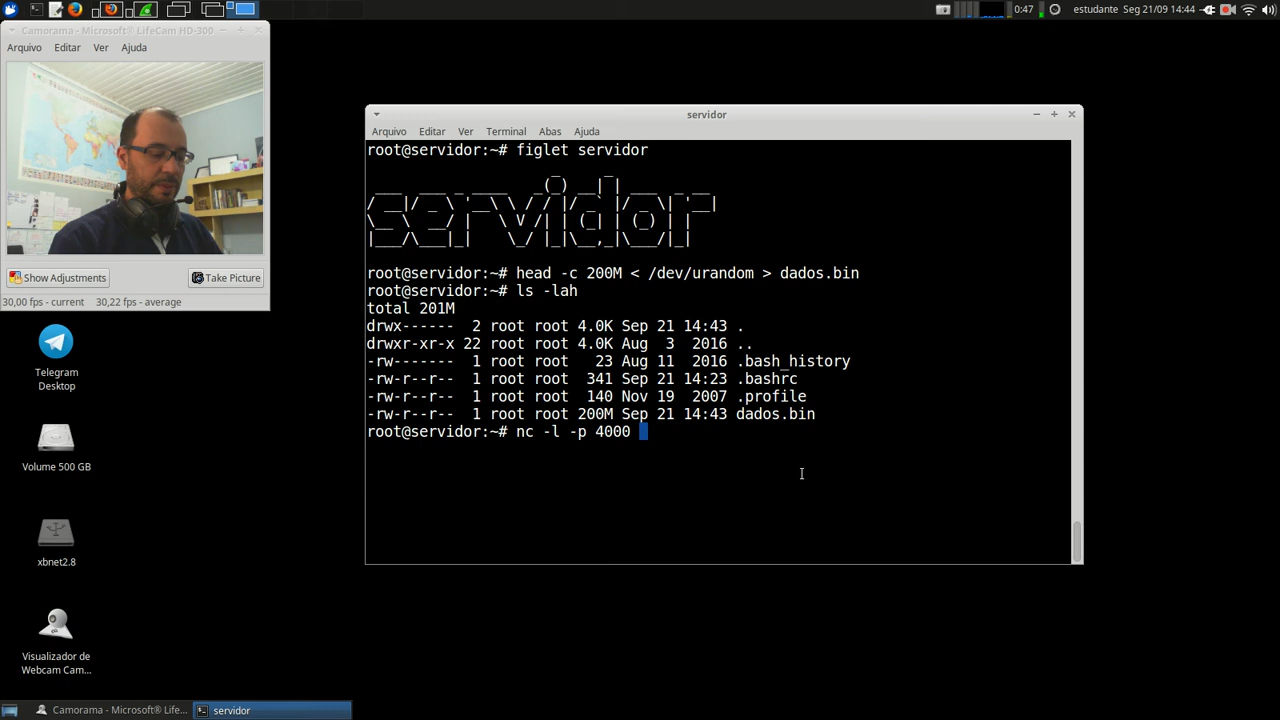 0:47 estudante Seg 21/09 14:44
Camorama - Microsoft® LifeCam HD-300
Arquivo Editar Ver Ajuda
Show Adjustments Take Picture
30,00 fps - current 30,22 fps - average
Telegram
Desktop
Volume 500 GB
xbnet2.8
Visualizador de
Webcam Cam...
servidor
Arquivo Editar Ver Terminal Abas Ajuda
root@servidor:~# figlet servidor
servidor
root@servidor:~# head -c 200M < /dev/urandom > dados.bin
root@servidor:~# ls -lah
total 201M
drwx------ 2 root root 4.0K Sep 21 14:43 .
drwxr-xr-x 22 root root 4.0K Aug 3 2016 ..
-rw------- 1 root root 23 Aug 11 2016 .bash_history
-rw-r--r-- 1 root root 341 Sep 21 14:23 .bashrc
-rw-r--r-- 1 root root 140 Nov 19 2007 .profile
-rw-r--r-- 1 root root 200M Sep 21 14:43 dados.bin
root@servidor:~# nc -l -p 4000
Camorama - Microsoft® LifeCa... servidor